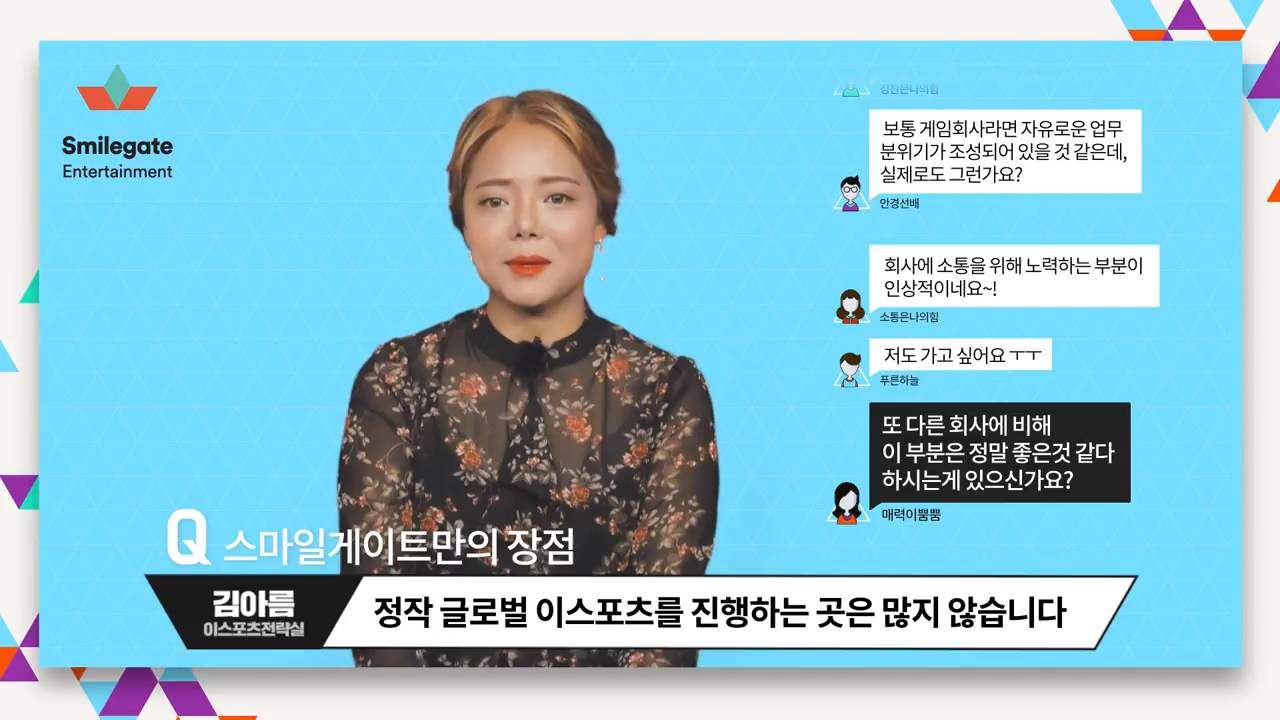 Smilegate
Entertainment
보통 게임회사라면 자유로운 업무
분위기가 조성되어 있을 것 같은데,
실제로도 그런가요?
안경선배
회사에 소통을 위해 노력하는 부분이
인상적이네요~!
소통은나의힘
저도 가고 싶어요 ㅜㅜ
푸른하늘
또 다른 회사에 비해
이 부분은 정말 좋은것 같다
하시는게 있으신가요?
매력이뿜뿜
Q 스마일게이트만의 장점
김아름
이스포츠전략실
정작 글로벌 이스포츠를 진행하는 곳은 많지 않습니다